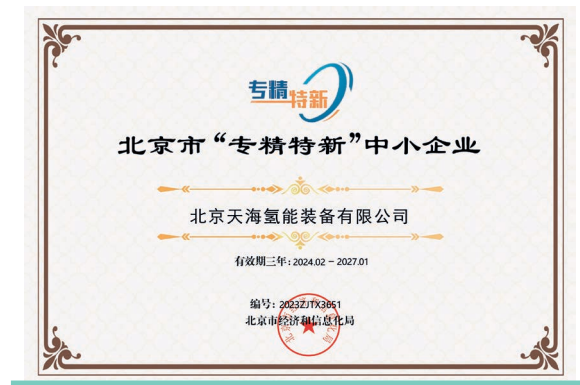 专精
特新
北京市“专精特新”中小企业
北京天海氢能装备有限公司
有效期三年：2024.02 - 2027.01
编号：2023ZJTX3651
北京市经济和信息化局